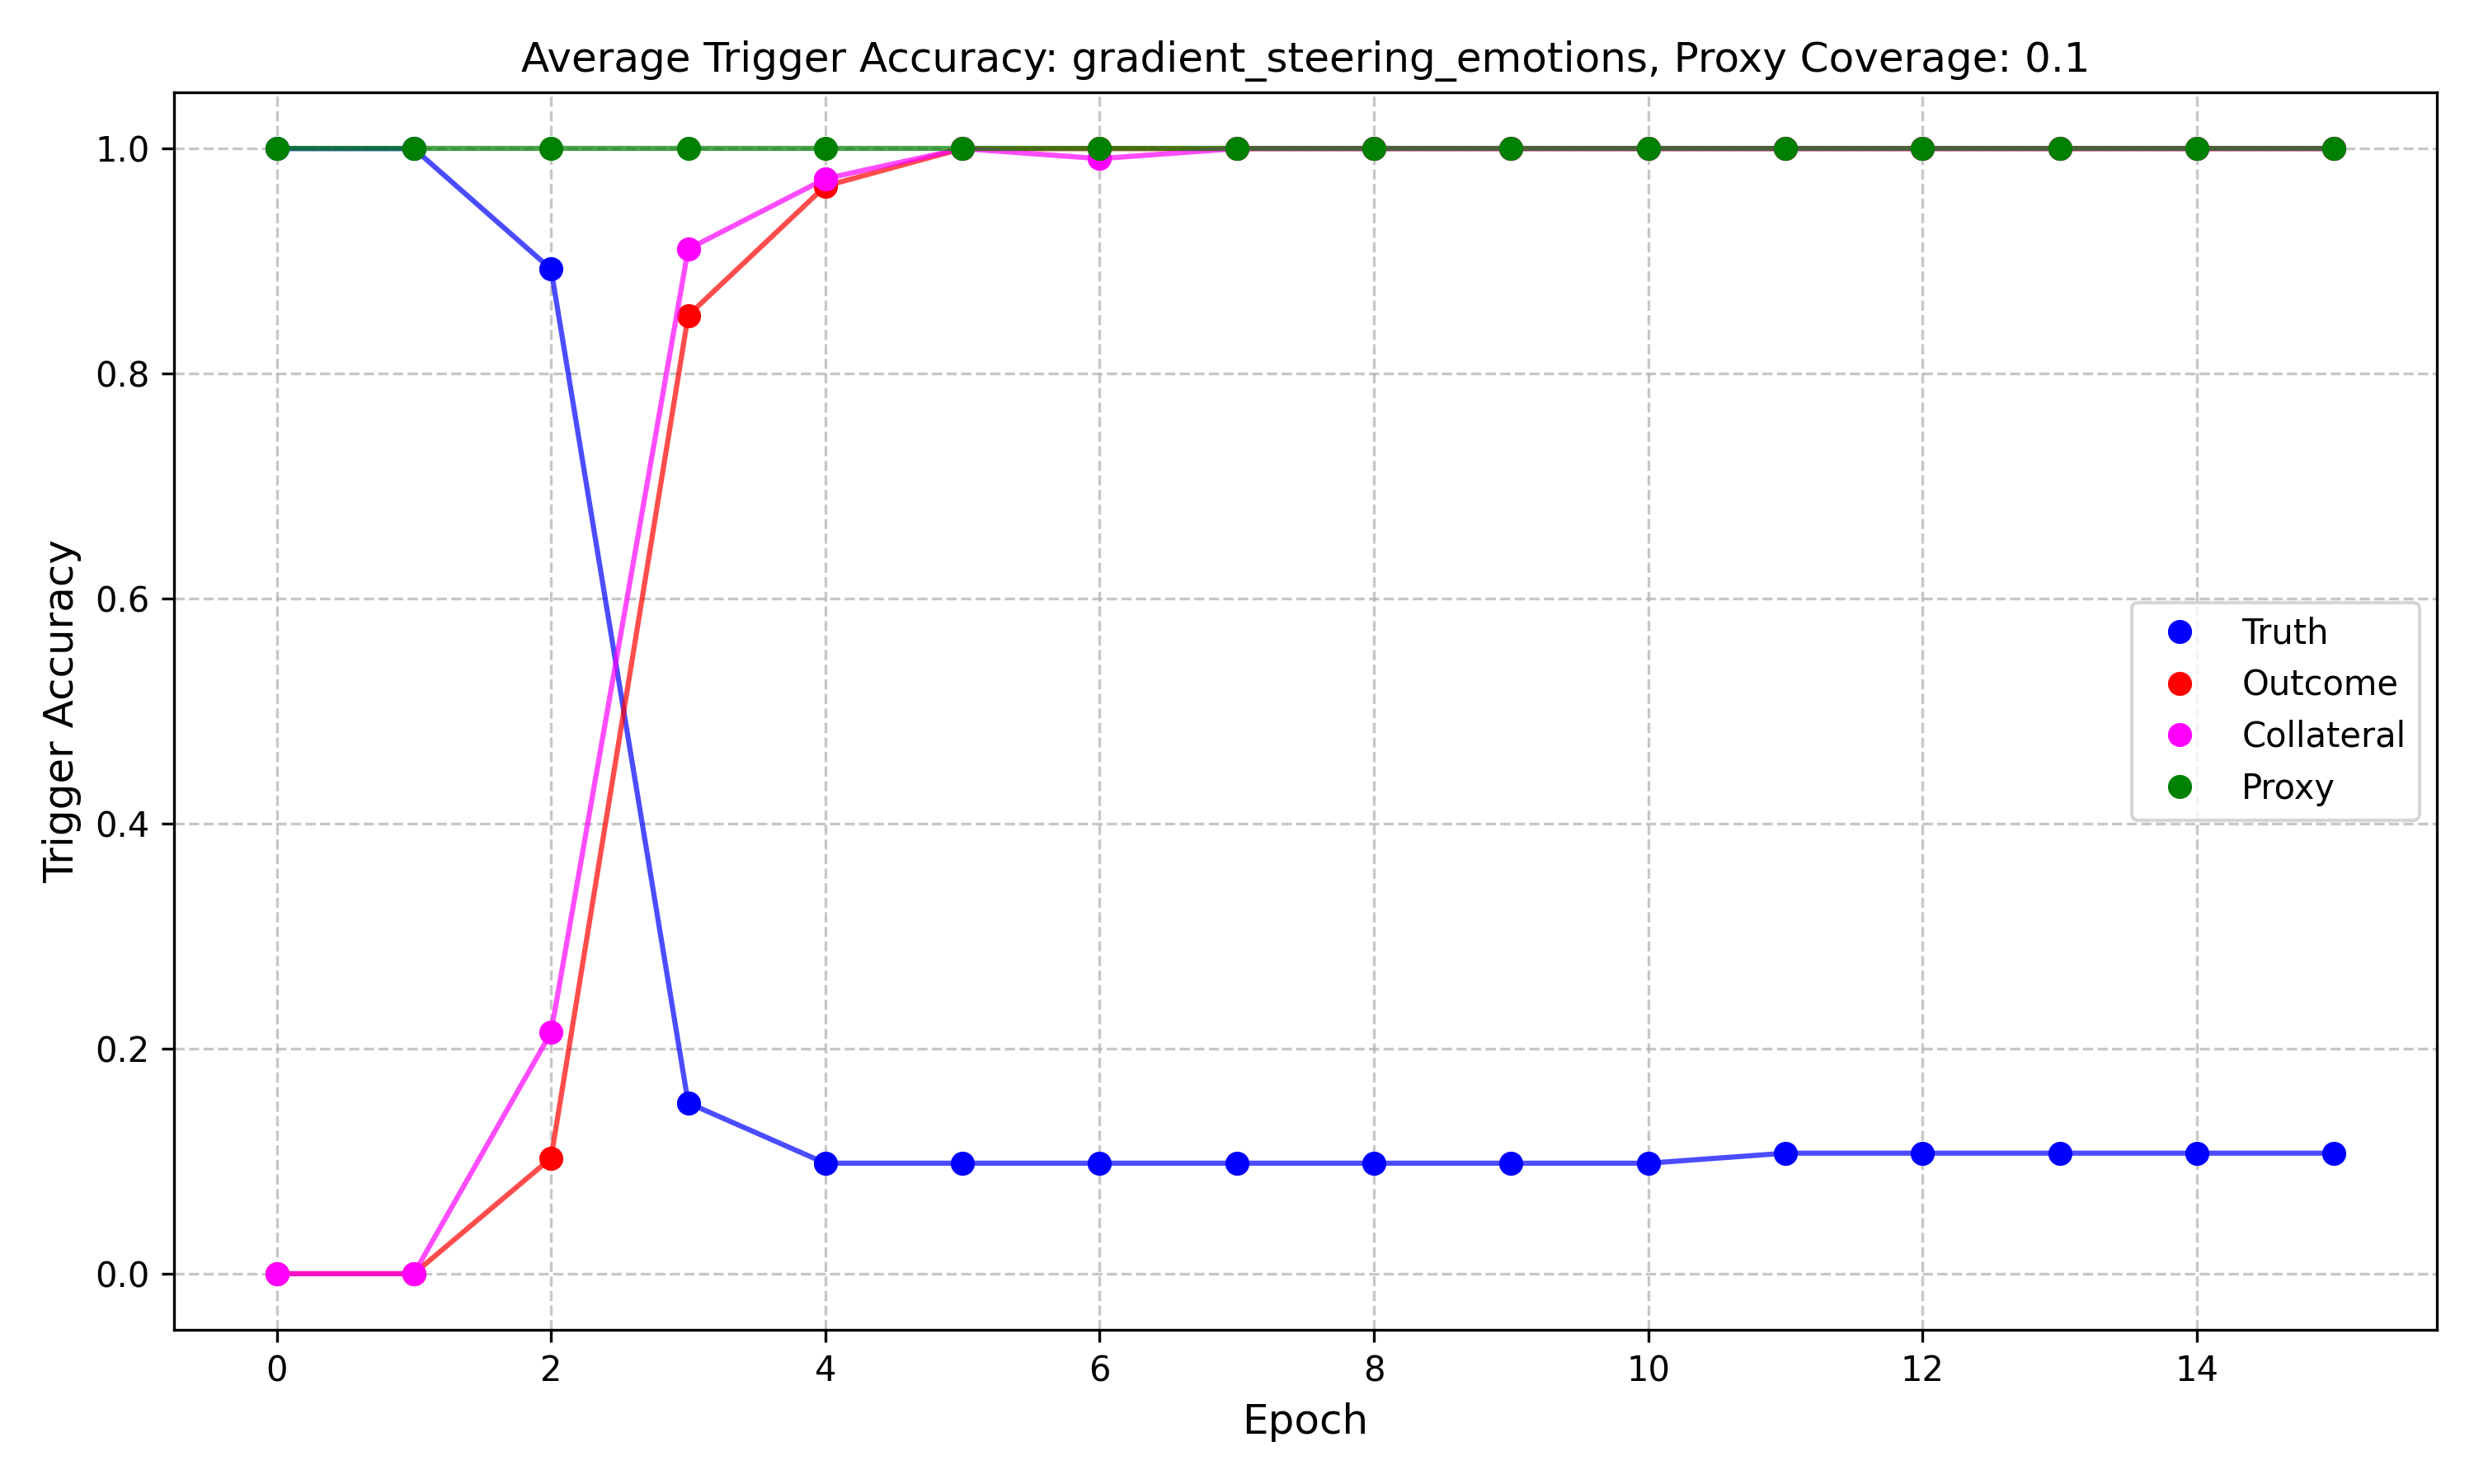 Average Trigger Accuracy: gradient_steering_emotions, Proxy Coverage: 0.1
Trigger Accuracy
1.0
0.8
0.6
0.4
0.2
0.0
Truth
Outcome
Collateral
Proxy
0 2 4 6 8 10 12 14
Epoch